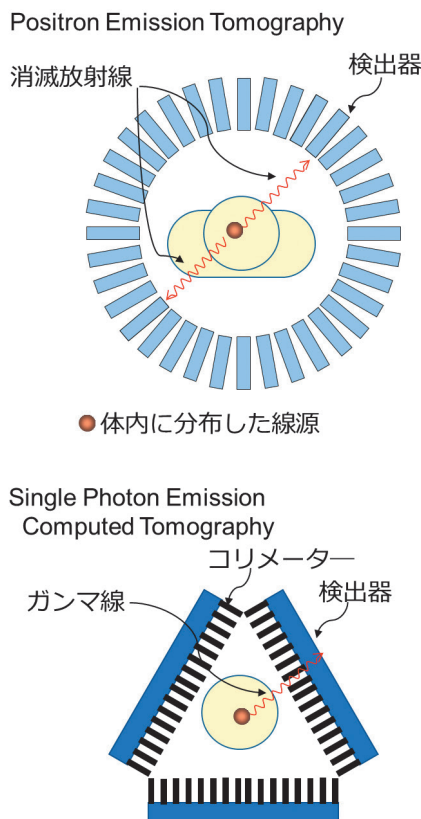 Positron Emission Tomography
消滅放射線
検出器
体内に分布した線源
Single Photon Emission
Computed Tomography
コリメーター
ガンマ線
検出器